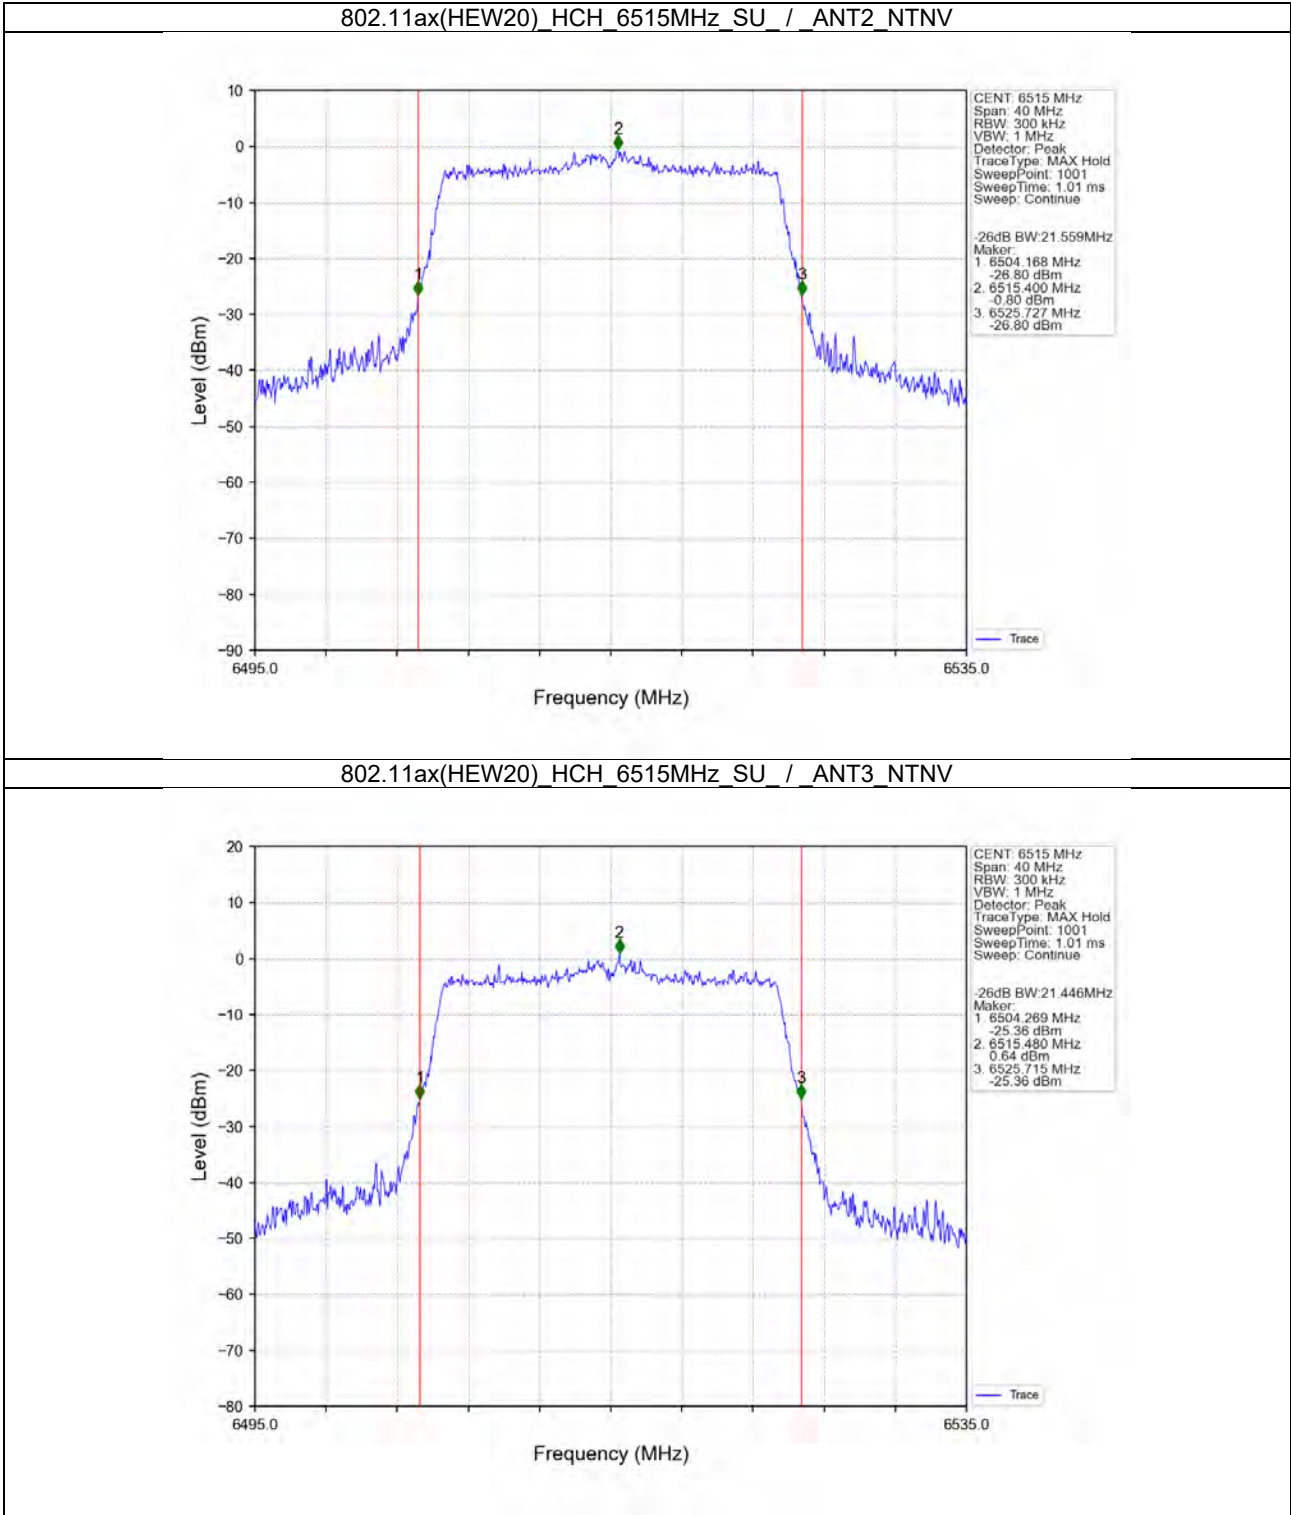 802.11ax(HEW20)_HCH_6515MHz_SU_ / _ANT2_NTNV
10
0
−10
−20
−30
−40
−50
−60
−70
−80
−90
Level (dBm)
6495.0
6535.0
Frequency (MHz)
1
2
3
CENT: 6515 MHz
Span: 40 MHz
RBW: 300 kHz
VBW: 1 MHz
Detector: Peak
TraceType: MAX Hold
SweepPoint: 1001
SweepTime: 1.01 ms
Sweep: Continue
-26dB BW:21.559MHz
Maker:
1. 6504.168 MHz
-26.80 dBm
2. 6515.400 MHz
-0.80 dBm
3. 6525.727 MHz
-26.80 dBm
Trace
802.11ax(HEW20)_HCH_6515MHz_SU_ / _ANT3_NTNV
20
10
0
−10
−20
−30
−40
−50
−60
−70
−80
Level (dBm)
6495.0
6535.0
Frequency (MHz)
1
2
3
CENT: 6515 MHz
Span: 40 MHz
RBW: 300 kHz
VBW: 1 MHz
Detector: Peak
TraceType: MAX Hold
SweepPoint: 1001
SweepTime: 1.01 ms
Sweep: Continue
-26dB BW:21.446MHz
Maker:
1. 6504.269 MHz
-25.36 dBm
2. 6515.480 MHz
0.64 dBm
3. 6525.715 MHz
-25.36 dBm
Trace